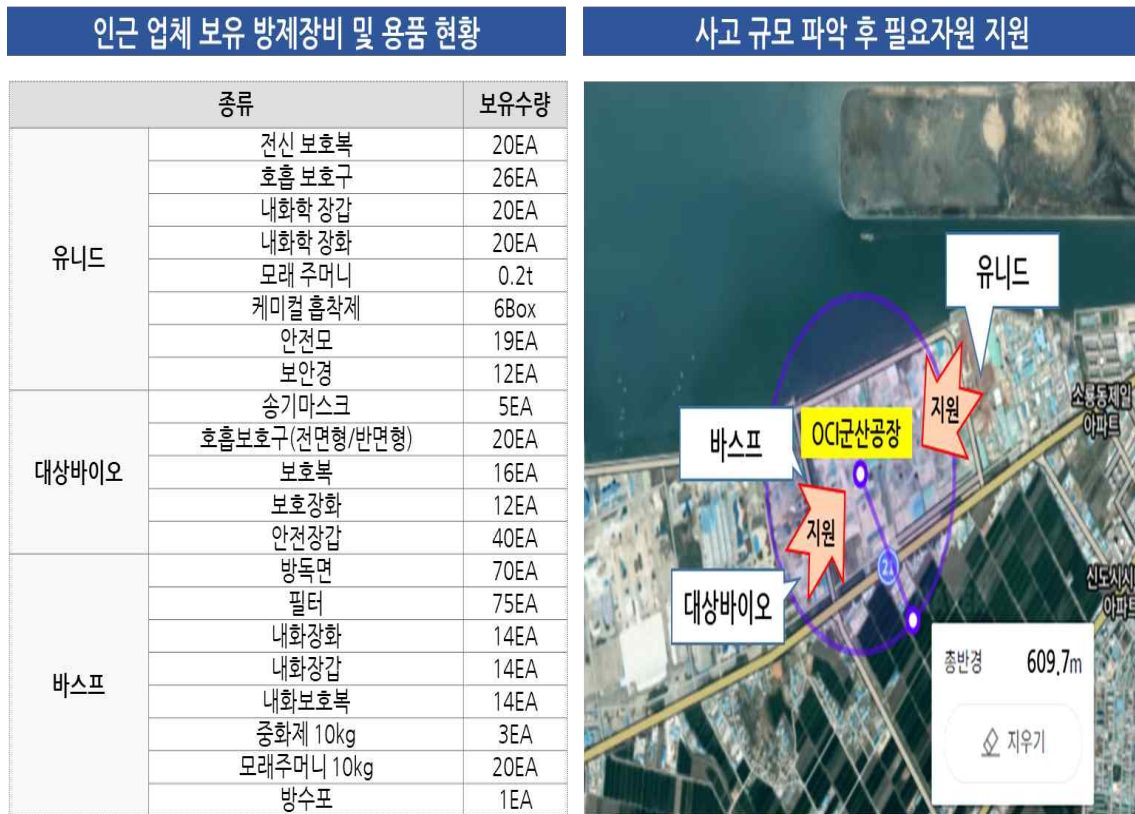 인근 업체 보유 방제장비 및 용품 현황
종류 보유수량
유니드
전신 보호복 20EA
호흡 보호구 26EA
내화학 장갑 20EA
내화학 장화 20EA
모래 주머니 0.2t
케미컬 흡착제 6Box
안전모 19EA
보안경 12EA
대상바이오
송기마스크 5EA
호흡보호구(전면형/반면형) 20EA
보호복 16EA
보호장화 12EA
안전장갑 40EA
바스프
방독면 70EA
필터 75EA
내화장화 14EA
내화장갑 14EA
내화보호복 14EA
중화제 10kg 3EA
모래주머니 10kg 20EA
방수포 1EA
사고 규모 파악 후 필요자원 지원
유니드
지원
OCI군산공장
바스프
지원
대상바이오
소룡동제일
아파트
21
신도시시
아파트
총반경 609.7m
지우기